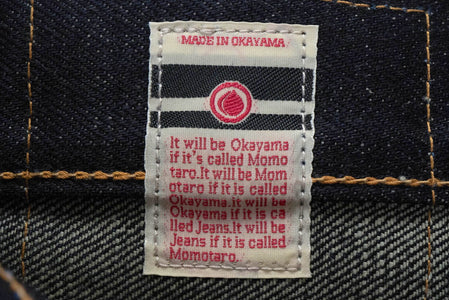 MADE IN OKAYAMA
It will be Okayama
if it's called Momo
taro.It will be Mom
otaro if it is called
Okayama.It will be
Okayama if it is ca
lled Jeans.It will be
Jeans if it is called
Momotaro.